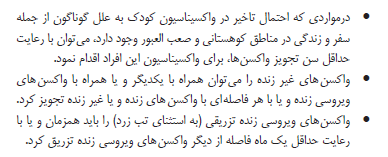 • درمواردی که احتمال تاخیر در واکسیناسیون کودک به علل گوناگون از جمله
سفر و زندگی در مناطق کوهستانی و صعب العبور وجود دارد، می‌توان با رعایت
حداقل سن تجویز واکسن‌ها، برای واکسیناسیون این افراد اقدام نمود.
• واکسن‌های غیر زنده را می‌توان همراه با یکدیگر و یا همراه با واکسن‌های
ویروسی زنده و یا با هر فاصله‌ای با واکسن‌های زنده و یا غیر زنده تجویز کرد.
• واکسن‌های ویروسی زنده تزریقی (به استثنای تب زرد) را باید همزمان و یا با
رعایت حداقل یک ماه فاصله از دیگر واکسن‌های ویروسی زنده تزریق کرد.